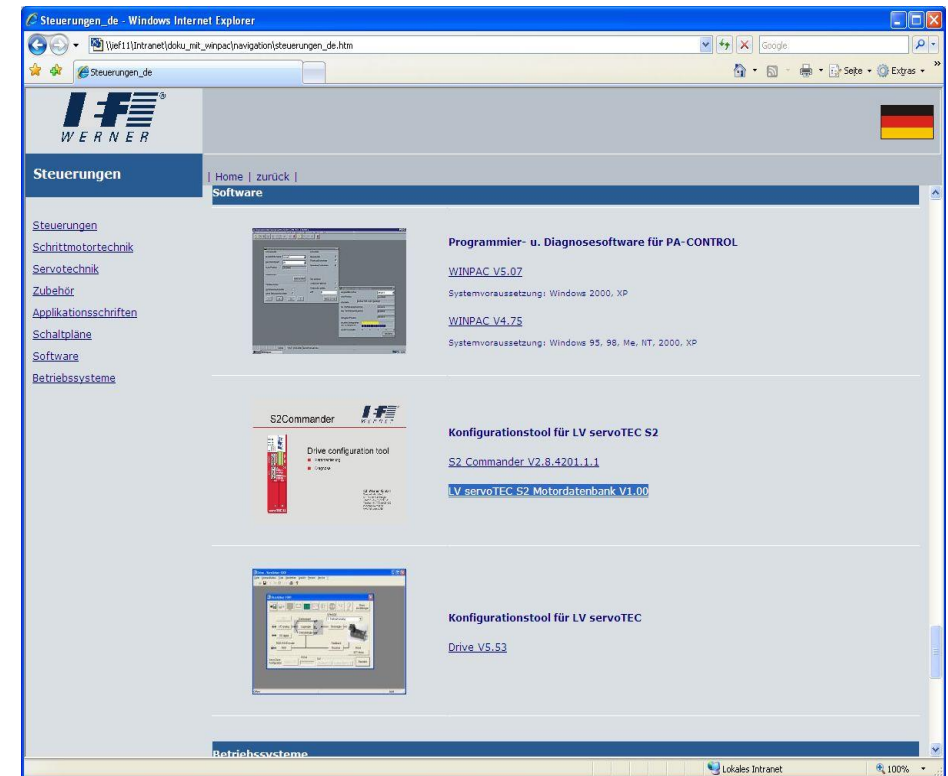 Steuerungen_de - Windows Internet Explorer
\\ief11\Intranet\doku_mit_winpac\navigation\steuerungen_de.htm
Google
Steuerungen_de
Seite
Extras
»
IEF®
WERNER
Steuerungen
| Home | zurück |
Software
Steuerungen
Schrittmotortechnik
Servotechnik
Zubehör
Applikationsschriften
Schaltpläne
Software
Betriebssysteme
Programmier- u. Diagnosesoftware für PA-CONTROL
WINPAC V5.07
Systemvoraussetzung: Windows 2000, XP
WINPAC V4.75
Systemvoraussetzung: Windows 95, 98, Me, NT, 2000, XP
S2Commander
WERNER
Drive configuration tool
Konfigurationstool für LV servoTEC S2
S2 Commander V2.8.4201.1.1
LV servoTEC S2 Motordatenbank V1.00
Konfigurationstool für LV servoTEC
Drive V5.53
Betriebssysteme
Lokales Intranet
100%